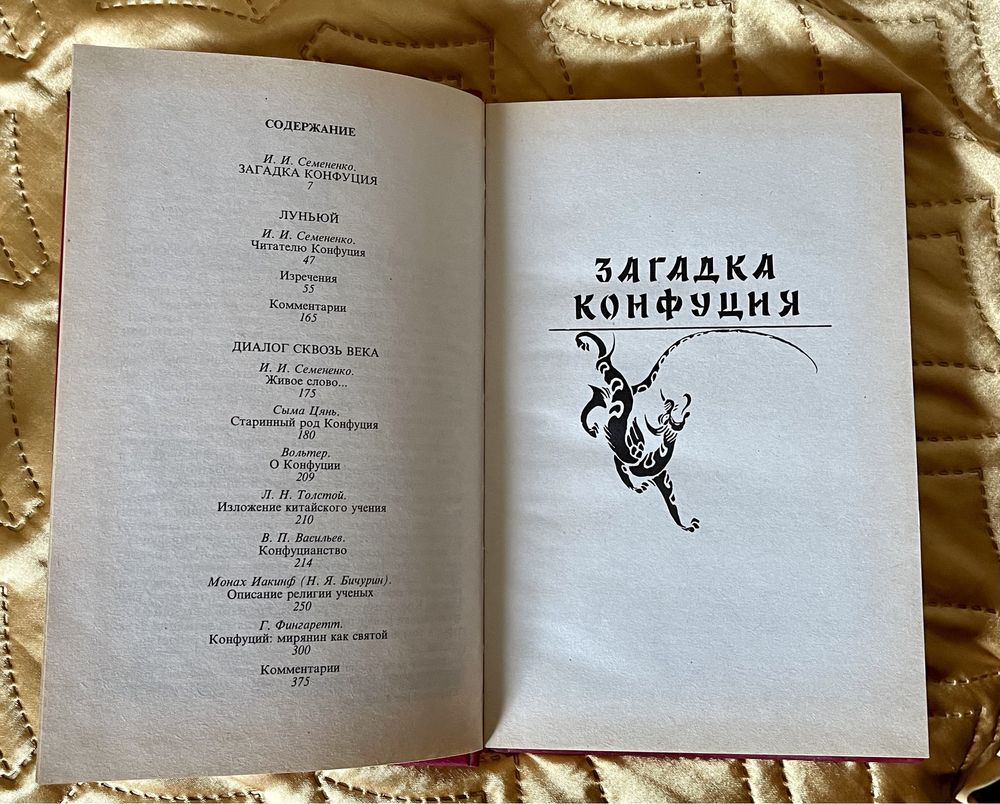 СОДЕРЖАНИЕ
И. И. Семененко.
ЗАГАДКА КОНФУЦИЯ
7
ЛУНЬЮЙ
И. И. Семененко.
Читателю Конфуция
47
Изречения
55
Комментарии
165
ДИАЛОГ СКВОЗЬ ВЕКА
И. И. Семененко.
Живое слово...
175
Сыма Цянь.
Старинный род Конфуция
180
Вольтер.
О Конфуции
209
Л. Н. Толстой.
Изложение китайского учения
210
В. П. Васильев.
Конфуцианство
214
Монах Иакинф (Н. Я. Бичурин).
Описание религии ученых
250
Г. Фингаретт.
Конфуций: мирянин как святой
300
Комментарии
375
ЗАГАДКА
КОНФУЦИЯ